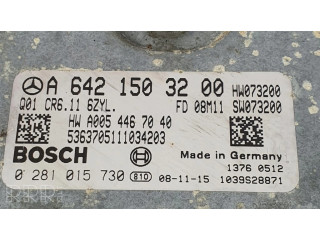 A 642 150 32 00 HW073200
Q01 CR6.11 6ZYL. FD 08M11 SW073200
HW A005 446 70 40
5363705111034203
BOSCH Made in Germany
1376 0512
0 281 015 730 810 08-11-15 1039S28871